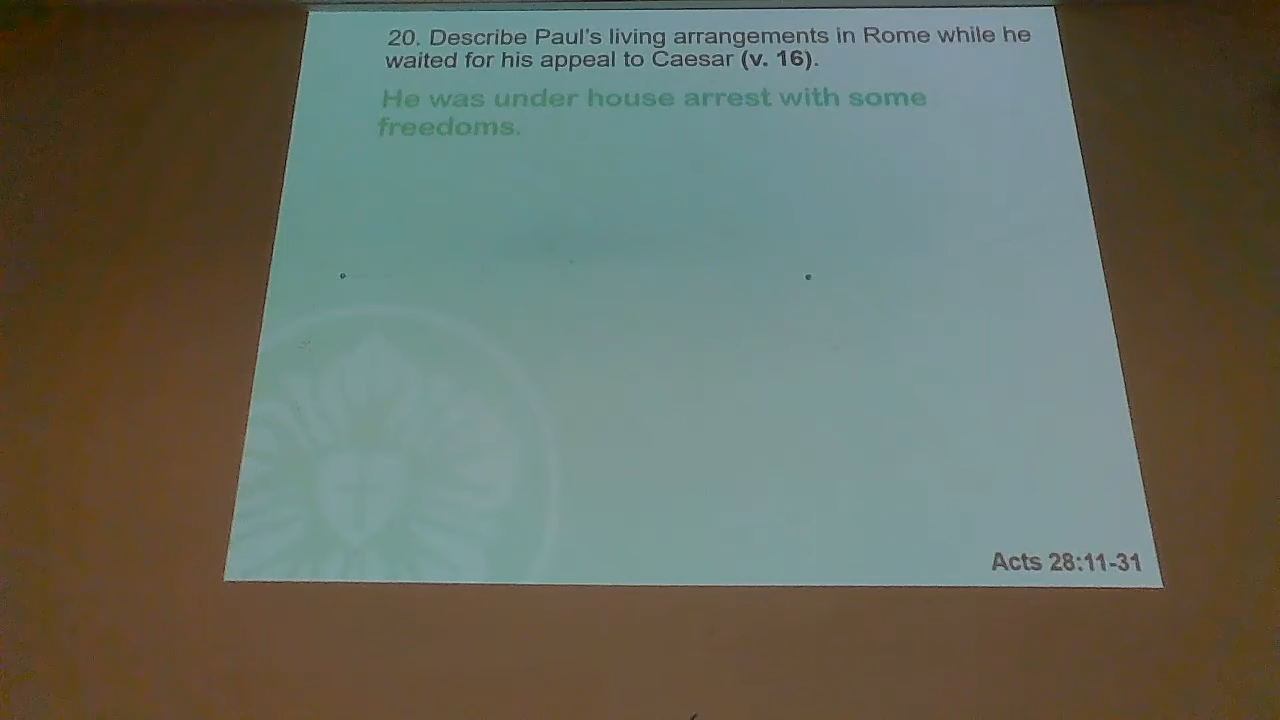 20. Describe Paul's living arrangements in Rome while he
waited for his appeal to Caesar (v. 16).
He was under house arrest with some
freedoms.
Acts 28:11-31